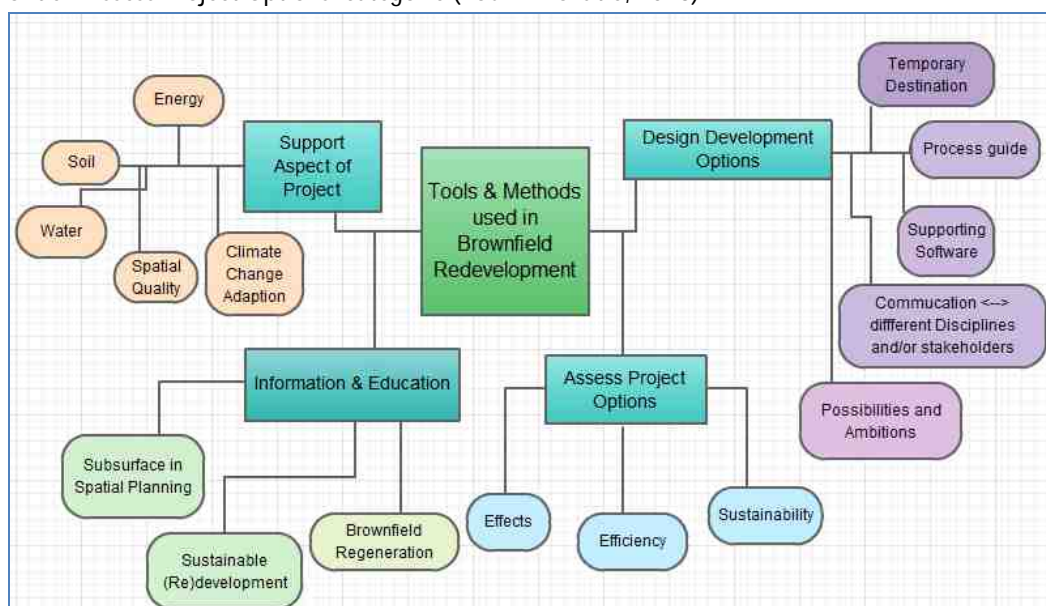 Energy
Soil
Water
Spatial
Quality
Climate
Change
Adaption
Support
Aspect of
Project
Tools & Methods
used in
Brownfield
Redevelopment
Design Development
Options
Temporary
Destination
Process guide
Supporting
Software
Commucation <-->
diffferent Disciplines
and/or stakeholders
Possibilities and
Ambitions
Information & Education
Subsurface in
Spatial Planning
Sustainable
(Re)development
Brownfield
Regeneration
Assess Project
Options
Effects
Efficiency
Sustainability